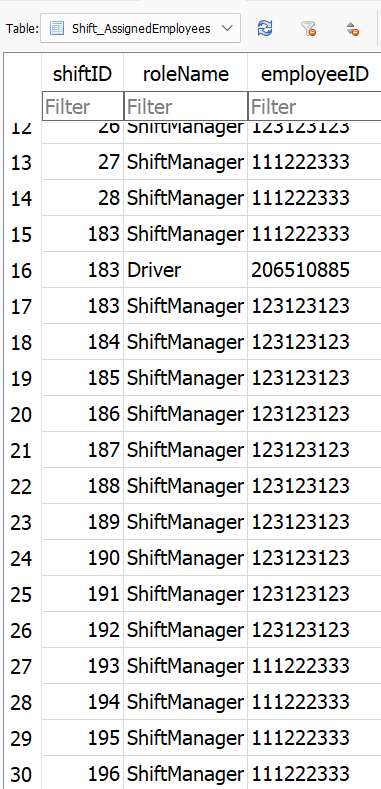 Table: Shift_AssignedEmployees
shiftID roleName employeeID
Filter Filter Filter
12 26 ShiftManager 123123123
13 27 ShiftManager 111222333
14 28 ShiftManager 111222333
15 183 ShiftManager 111222333
16 183 Driver 206510885
17 183 ShiftManager 123123123
18 184 ShiftManager 123123123
19 185 ShiftManager 123123123
20 186 ShiftManager 123123123
21 187 ShiftManager 123123123
22 188 ShiftManager 123123123
23 189 ShiftManager 123123123
24 190 ShiftManager 123123123
25 191 ShiftManager 123123123
26 192 ShiftManager 123123123
27 193 ShiftManager 111222333
28 194 ShiftManager 111222333
29 195 ShiftManager 111222333
30 196 ShiftManager 111222333